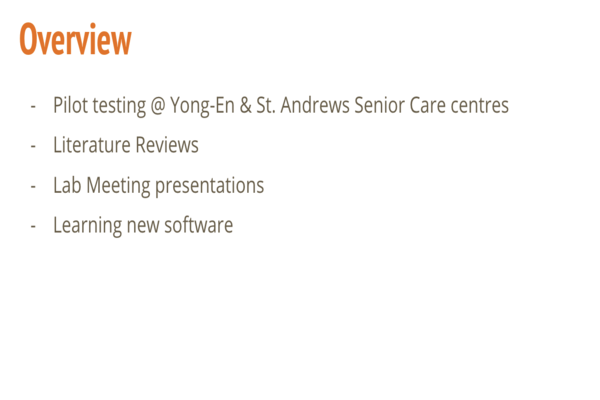 Overview
- Pilot testing @ Yong-En & St. Andrews Senior Care centres
- Literature Reviews
- Lab Meeting presentations
- Learning new software